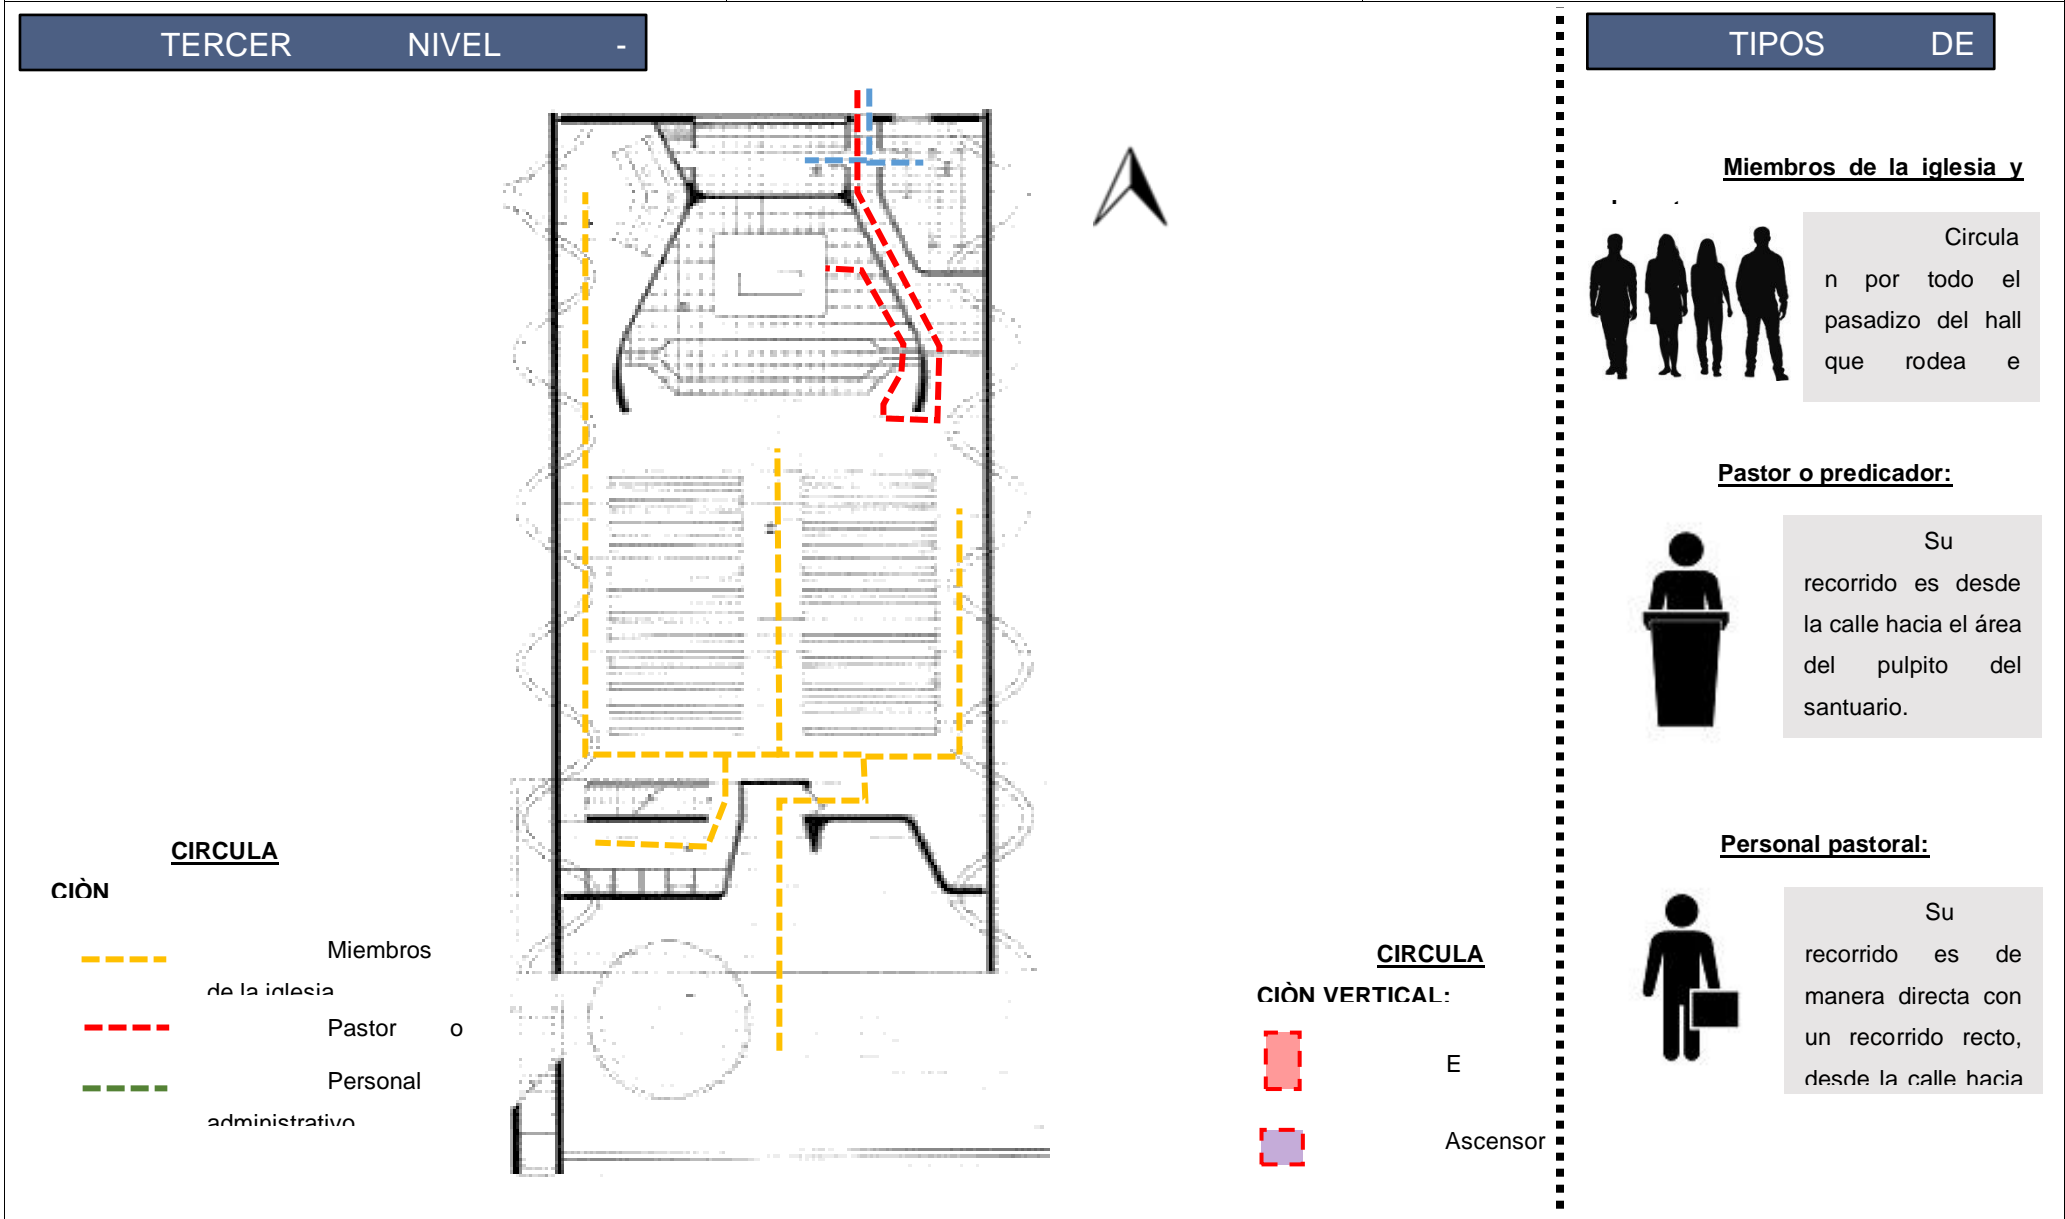 TERCER NIVEL -
CIRCULA
CIÒN
Miembros
de la iglesia
Pastor o
Personal
administrativo
CIRCULA
CIÒN VERTICAL:
E
Ascensor
TIPOS DE
Miembros de la iglesia y
Circula
n por todo el
pasadizo del hall
que rodea e
Pastor o predicador:
Su
recorrido es desde
la calle hacia el área
del pulpito del
santuario.
Personal pastoral:
Su
recorrido es de
manera directa con
un recorrido recto,
desde la calle hacia